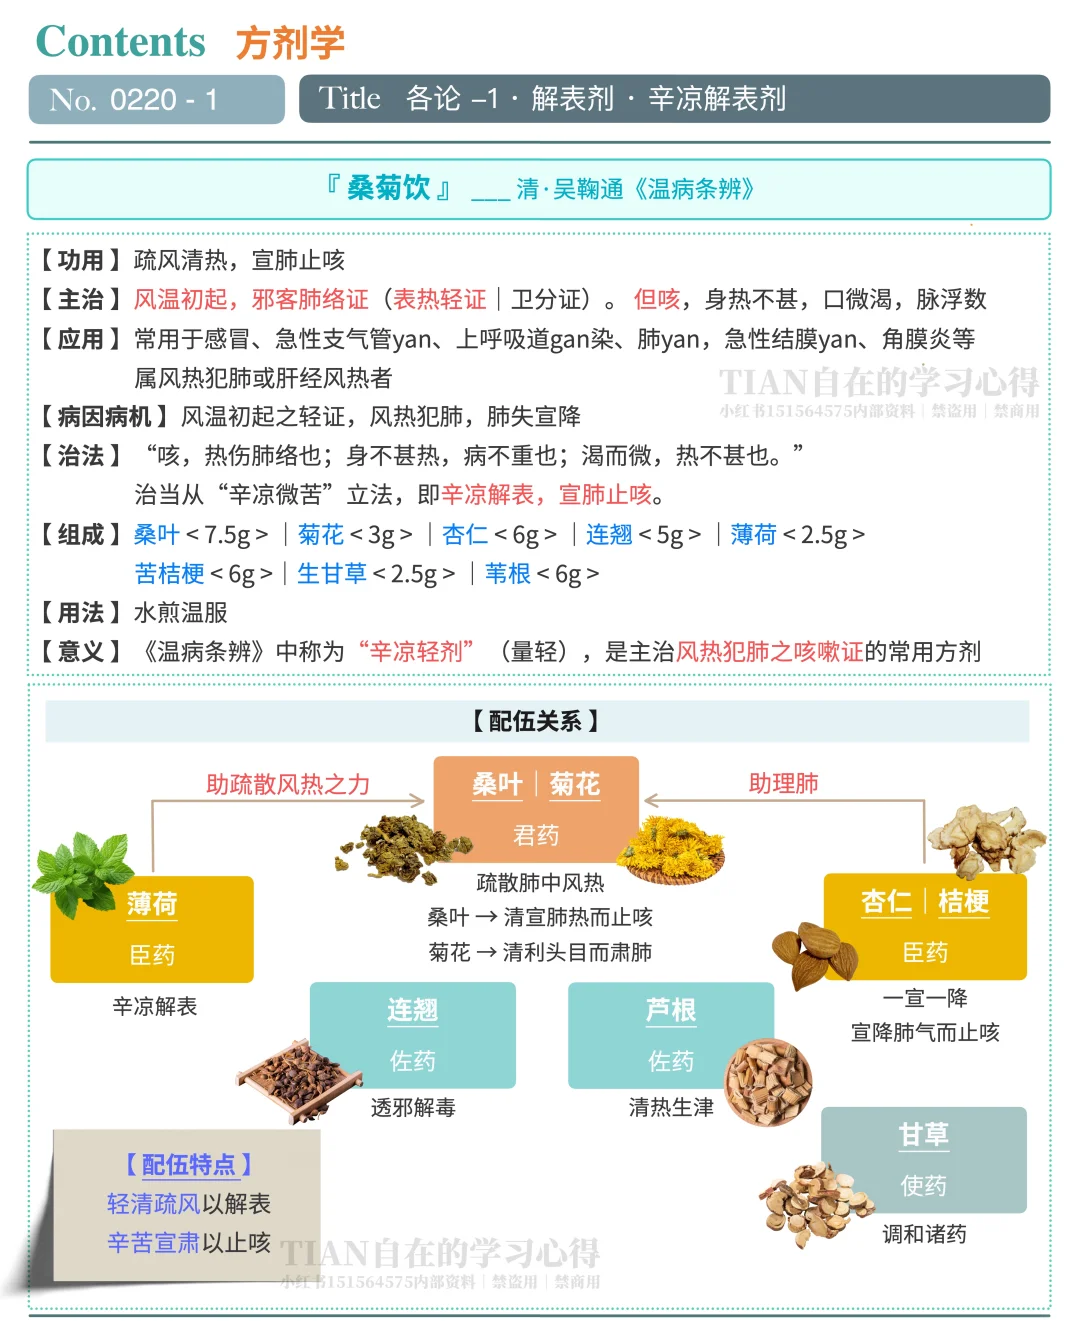 Contents 方剂学
No. 0220 - 1
Title 各论 –1 · 解表剂 · 辛凉解表剂
『 桑菊饮 』 ___ 清·吴鞠通《温病条辨》
【 功用 】疏风清热，宣肺止咳
【 主治 】风温初起，邪客肺络证（表热轻证｜卫分证）。 但咳，身热不甚，口微渴，脉浮数
【 应用 】常用于感冒、急性支气管yan、上呼吸道gan染、肺yan，急性结膜yan、角膜炎等
属风热犯肺或肝经风热者
【 病因病机 】风温初起之轻证，风热犯肺，肺失宣降
【 治法 】“咳，热伤肺络也；身不甚热，病不重也；渴而微，热不甚也。”
治当从“辛凉微苦”立法，即辛凉解表，宣肺止咳。
【 组成 】桑叶 < 7.5g > ｜菊花 < 3g > ｜杏仁 < 6g > ｜连翘 < 5g > ｜薄荷 < 2.5g >
苦桔梗 < 6g >｜生甘草 < 2.5g > ｜苇根 < 6g >
【 用法 】水煎温服
【 意义 】《温病条辨》中称为“辛凉轻剂”（量轻），是主治风热犯肺之咳嗽证的常用方剂
TIAN自在的学习心得
小红书151564575内部资料｜禁盗用｜禁商用
【 配伍关系 】
助疏散风热之力
桑叶｜菊花
君药
助理肺
疏散肺中风热
桑叶 → 清宣肺热而止咳
菊花 → 清利头目而肃肺
薄荷
臣药
辛凉解表
杏仁｜桔梗
臣药
一宣一降
宣降肺气而止咳
连翘
佐药
透邪解毒
芦根
佐药
清热生津
甘草
使药
调和诸药
【 配伍特点 】
轻清疏风以解表
辛苦宣肃以止咳
TIAN自在的学习心得
小红书151564575内部资料｜禁盗用｜禁商用